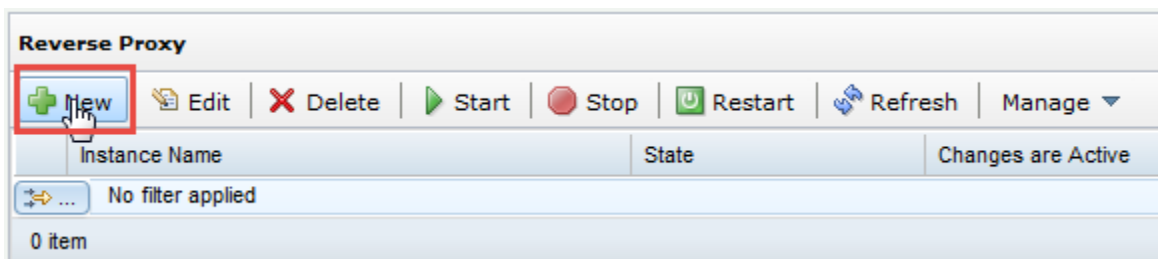 Reverse Proxy
New Edit Delete Start Stop Restart Refresh Manage
Instance Name State Changes are Active
... No filter applied
0 item